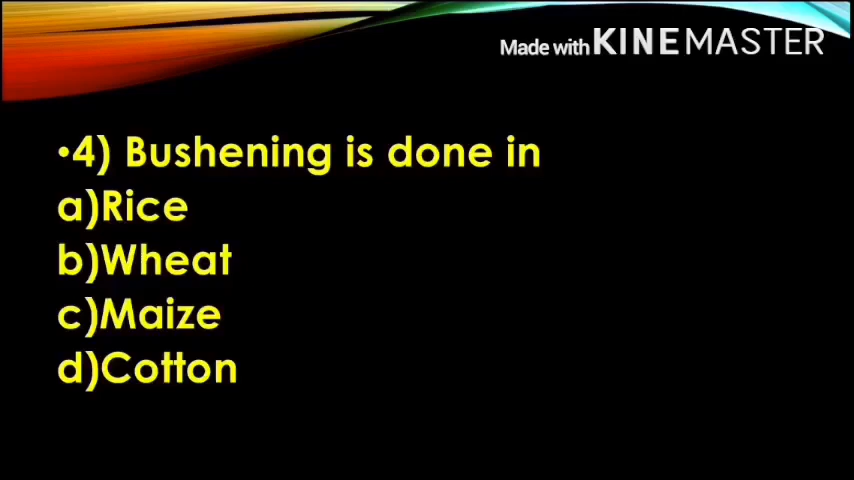 Made with KINEMASTER
•4) Bushening is done in
a)Rice
b)Wheat
c)Maize
d)Cotton